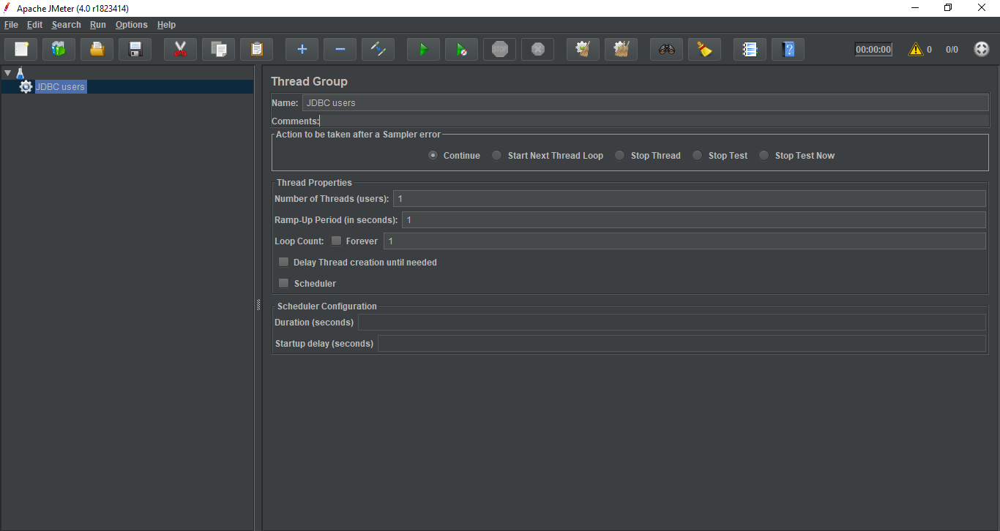 Apache JMeter (4.0 r1823414)
File Edit Search Run Options Help
STOP
?
00:00:00 0 0/0
JDBC users
Thread Group
Name: JDBC users
Comments:
Action to be taken after a Sampler error
Continue Start Next Thread Loop Stop Thread Stop Test Stop Test Now
Thread Properties
Number of Threads (users): 1
Ramp-Up Period (in seconds): 1
Loop Count: Forever 1
Delay Thread creation until needed
Scheduler
Scheduler Configuration
Duration (seconds)
Startup delay (seconds)